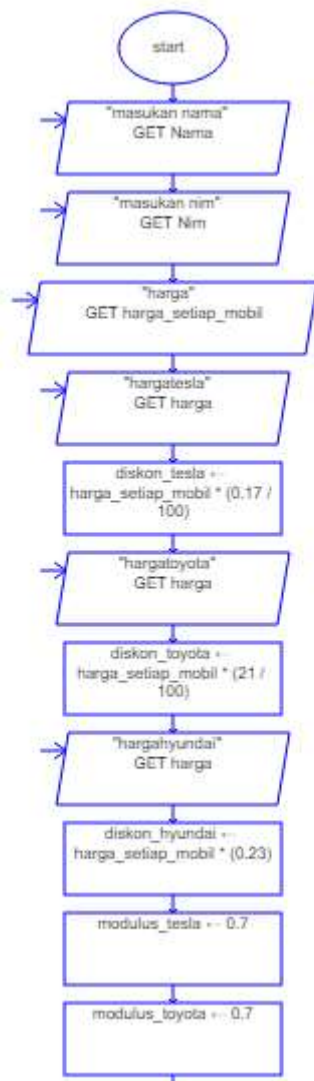 start
"masukan nama"
GET Nama
"masukan nim"
GET Nim
"harga"
GET harga_setiap_mobil
"hargatesla"
GET harga
diskon_tesla ←
harga_setiap_mobil * (0.17 /
100)
"hargatoyota"
GET harga
diskon_toyota ←
harga_setiap_mobil * (21 /
100)
"hargahyundai"
GET harga
diskon_hyundai ←
harga_setiap_mobil * (0.23)
modulus_tesla ← 0.7
modulus_toyota ← 0.7